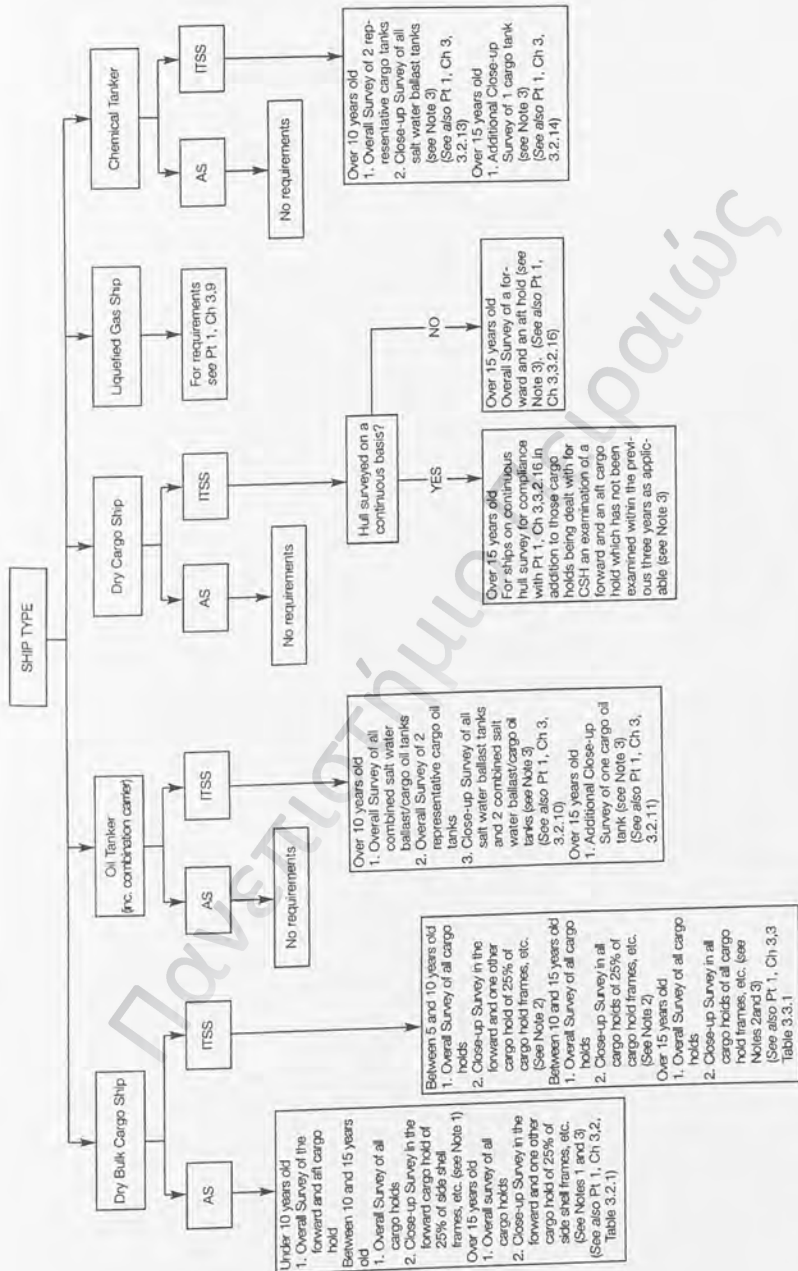 SHIP TYPE
Dry Bulk Cargo Ship
AS
Under 10 years old
1. Overall Survey of the
forward and aft cargo
hold
Between 10 and 15 years
old
1. Overall Survey of all
cargo holds
2. Close-up Survey in the
forward cargo hold of
25% of side shell
frames, etc. (see Note 1)
Over 15 years old
1. Overall survey of all
cargo holds
2. Close-up Survey in the
forward and one other
cargo hold of 25% of
side shell frames, etc.
(See Notes 1 and 3)
(See also Pt 1, Ch 3,2,
Table 3.2.1)
ITSS
Between 5 and 10 years old
1. Overall Survey of all cargo
holds
2. Close-up Survey in the
forward and one other
cargo hold of 25% of
cargo hold frames, etc.
(See Note 2)
Between 10 and 15 years old
1. Overall Survey of all cargo
holds
2. Close-up Survey in all
cargo holds of 25% of
cargo hold frames, etc.
(See Note 2)
Over 15 years old
1. Overall Survey of all cargo
holds
2. Close-up Survey in all
cargo holds of all cargo
hold frames, etc. (see
Notes 2and 3)
(See also Pt 1, Ch 3,3
Table 3.3.1
Oil Tanker
(inc. combination carrier)
AS
No requirements
ITSS
Over 10 years old
1. Overall Survey of all
combined salt water
ballast/cargo oil tanks
2. Overall Survey of 2
representative cargo oil
tanks
3. Close-up Survey of all
salt water ballast tanks
and 2 combined salt
water ballast/cargo oil
tanks (see Note 3)
(See also Pt 1, Ch 3,
3.2.10)
Over 15 years old
1. Additional Close-up
Survey of one cargo oil
tank (see Note 3)
(See also Pt 1, Ch 3,
3.2.11)
Dry Cargo Ship
AS
No requirements
ITSS
Hull surveyed on a
continuous basis?
YES
Over 15 years old
For ships on continuous
hull survey for compliance
with Pt 1, Ch 3,3.2.16 in
addition to those cargo
holds being dealt with for
CSH an examination of a
forward and an aft cargo
hold which has not been
examined within the previ-
ous three years as applic-
able (see Note 3)
NO
Over 15 years old
Overall Survey of a for-
ward and an aft hold (see
Note 3). (See also Pt 1,
Ch 3,3.2.16)
Liquefied Gas Ship
For requirements
see Pt 1, Ch 3,9
Chemical Tanker
AS
No requirements
ITSS
Over 10 years old
1. Overall Survey of 2 rep-
resentative cargo tanks
2. Close-up Survey of all
salt water ballast tanks
(see Note 3)
(See also Pt 1, Ch 3,
3.2.13)
Over 15 years old
1. Additional Close-up
Survey of 1 cargo tank
(see Note 3)
(See also Pt 1, Ch 3,
3.2.14)
Πανεπιστήμιο Πειραιώς